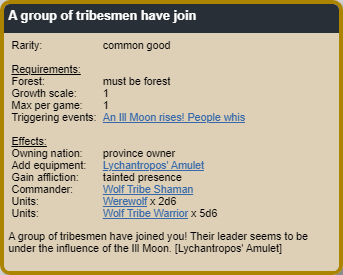 A group of tribesmen have join
Rarity: common good
Requirements:
Forest: must be forest
Growth scale: 1
Max per game: 1
Triggering events: An Ill Moon rises! People whis
Effects:
Owning nation: province owner
Add equipment: Lychantropos' Amulet
Gain affliction: tainted presence
Commander: Wolf Tribe Shaman
Units: Werewolf x 2d6
Units: Wolf Tribe Warrior x 5d6
A group of tribesmen have joined you! Their leader seems to be
under the influence of the Ill Moon. [Lychantropos' Amulet]